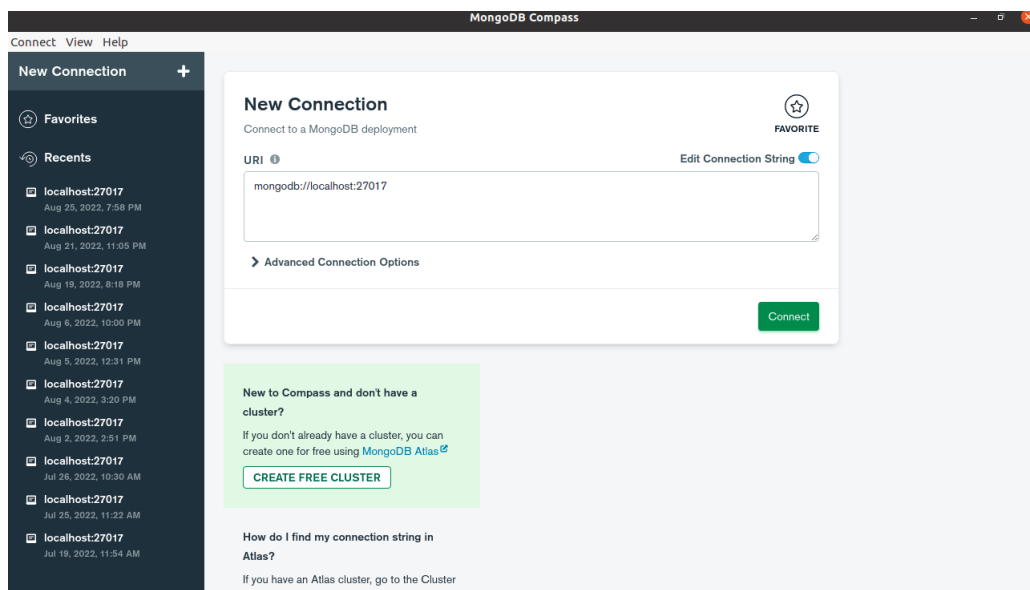 MongoDB Compass
Connect View Help
New Connection +
Favorites
Recents
localhost:27017
Aug 25, 2022, 7:58 PM
localhost:27017
Aug 21, 2022, 11:05 PM
localhost:27017
Aug 19, 2022, 8:18 PM
localhost:27017
Aug 6, 2022, 10:00 PM
localhost:27017
Aug 5, 2022, 12:31 PM
localhost:27017
Aug 4, 2022, 3:20 PM
localhost:27017
Aug 2, 2022, 2:51 PM
localhost:27017
Jul 26, 2022, 10:30 AM
localhost:27017
Jul 25, 2022, 11:22 AM
localhost:27017
Jul 19, 2022, 11:54 AM
New Connection
Connect to a MongoDB deployment
FAVORITE
URI
Edit Connection String
mongodb://localhost:27017
Advanced Connection Options
Connect
New to Compass and don't have a
cluster?
If you don't already have a cluster, you can
create one for free using MongoDB Atlas
CREATE FREE CLUSTER
How do I find my connection string in
Atlas?
If you have an Atlas cluster, go to the Cluster